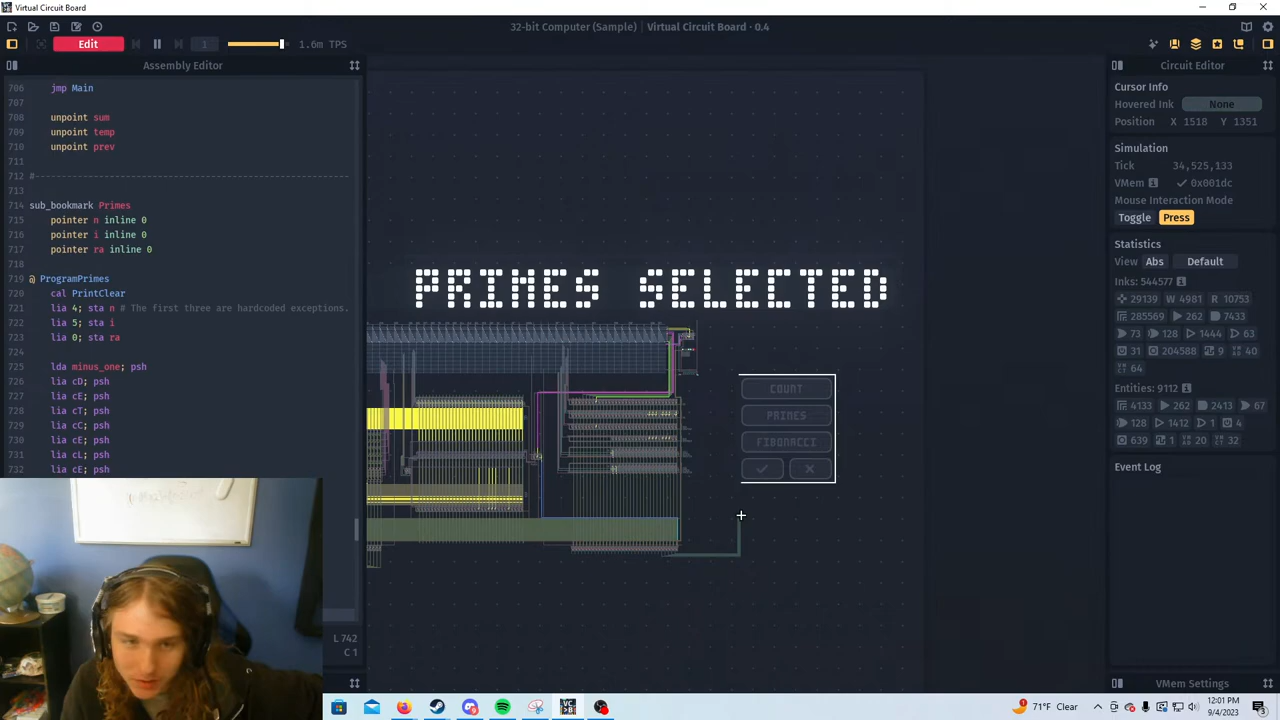 Virtual Circuit Board
32-bit Computer (Sample) | Virtual Circuit Board • 0.4
Edit
1
1.6m TPS
Assembly Editor
Circuit Editor
706 jmp Main
707
708 unpoint sum
709 unpoint temp
710 unpoint prev
711
712 #--------------------------------------------------
713
714 sub_bookmark Primes
715 pointer n inline 0
716 pointer i inline 0
717 pointer ra inline 0
718
719 @ ProgramPrimes
720 cal PrintClear
721 lia 4; sta n # The first three are hardcoded exceptions.
722 lia 5; sta i
723 lia 0; sta ra
724
725 lda minus_one; psh
726 lia cD; psh
727 lia cE; psh
728 lia cT; psh
729 lia cC; psh
730 lia cE; psh
731 lia cL; psh
732 lia cE; psh
L 742
C 1
PRIMES SELECTED
COUNT
PRIMES
FIBONACCI
Cursor Info
Hovered Ink None
Position X 1518 Y 1351
Simulation
Tick 34,525,133
VMem 0x001dc
Mouse Interaction Mode
Toggle Press
Statistics
View Abs Default
Inks: 544577
29139 W 4981 R 10753
285569 262 7433
73 128 1444 63
31 204588 9 40
64
Entities: 9112
4133 262 2413 67
128 1412 1 4
639 1 20 32
Event Log
VMem Settings
71°F Clear
12:01 PM
9/4/2023